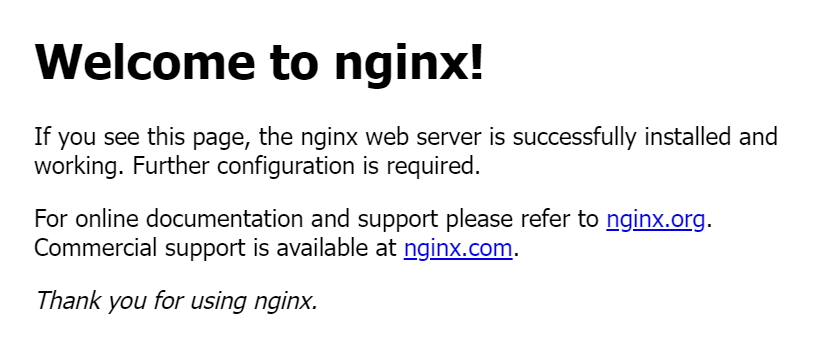 Welcome to nginx!
If you see this page, the nginx web server is successfully installed and
working. Further configuration is required.
For online documentation and support please refer to nginx.org.
Commercial support is available at nginx.com.
Thank you for using nginx.